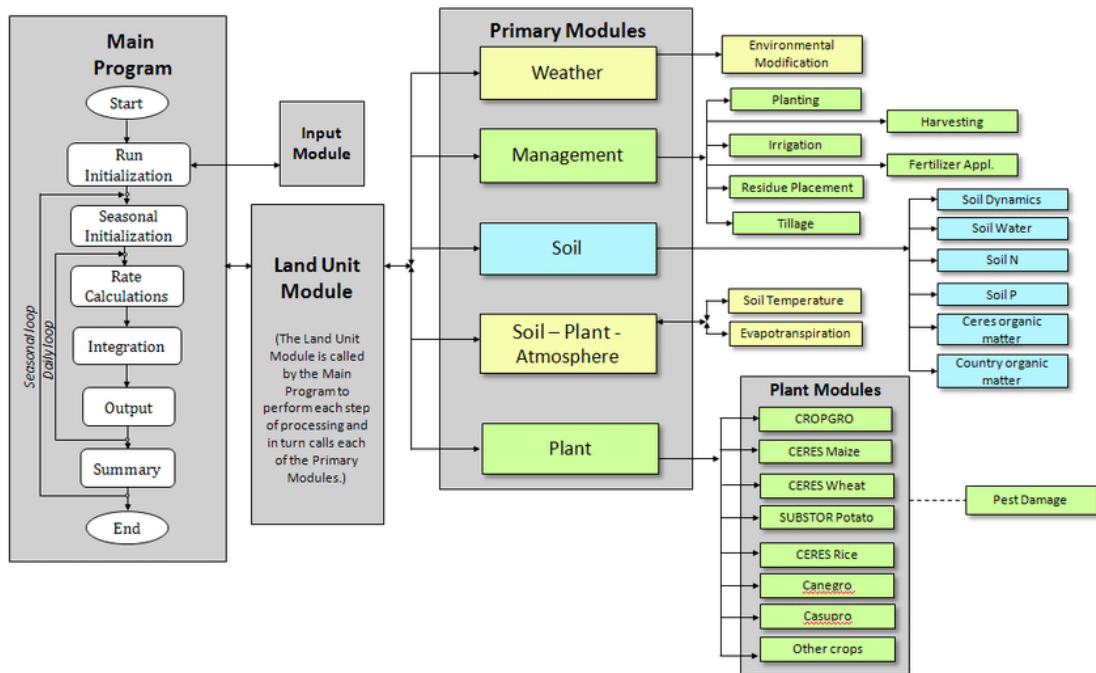 Main
Program
Start
Run
Initialization
Seasonal
Initialization
Rate
Calculations
Integration
Output
Summary
End
Seasonal loop
Daily loop
Input
Module
Land Unit
Module
(The Land Unit
Module is called
by the Main
Program to
perform each step
of processing and
in turn calls each
of the Primary
Modules.)
Primary Modules
Weather
Management
Soil
Soil – Plant -
Atmosphere
Plant
Environmental
Modification
Planting
Harvesting
Irrigation
Fertilizer Appl.
Residue Placement
Tillage
Soil Dynamics
Soil Water
Soil N
Soil P
Ceres organic
matter
Country organic
matter
Soil Temperature
Evapotranspiration
Plant Modules
CROPGRO
CERES Maize
CERES Wheat
SUBSTOR Potato
CERES Rice
Canegro
Casupro
Other crops
Pest Damage